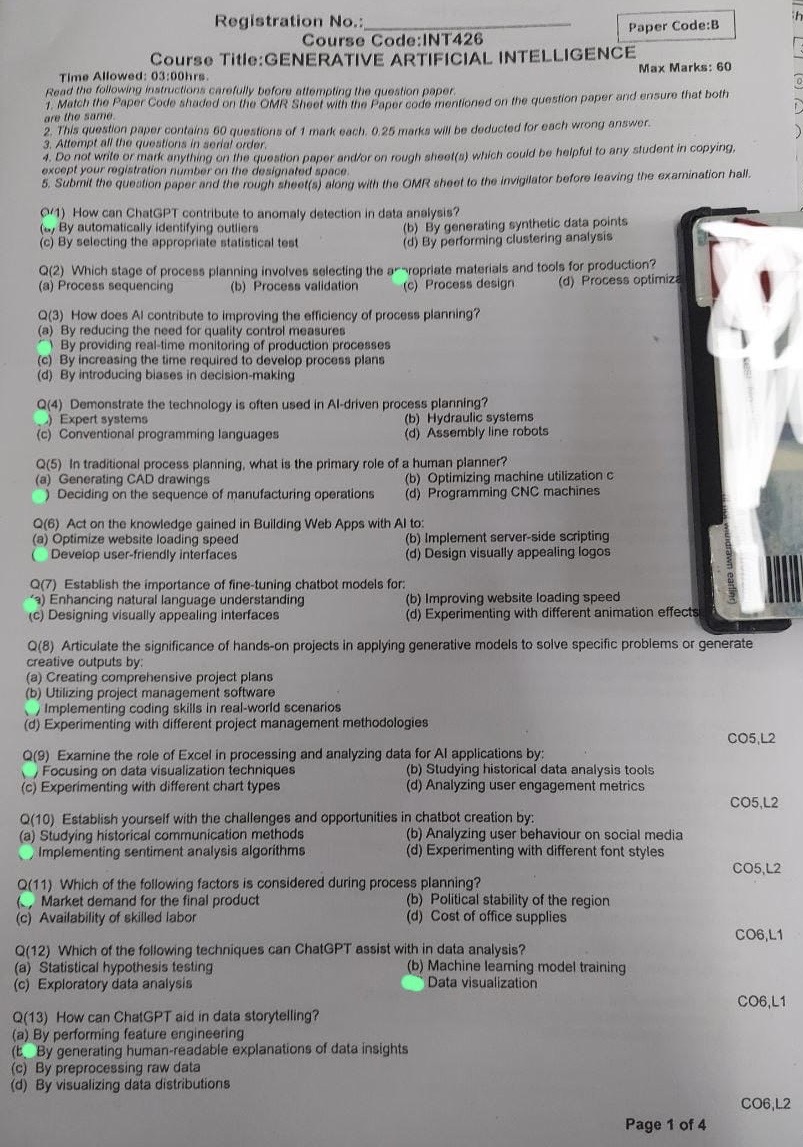 Registration No.:
Paper Code:B
Course Code:INT426
Course Title:GENERATIVE ARTIFICIAL INTELLIGENCE
Time Allowed: 03:00hrs.
Max Marks: 60
Read the following instructions carefully before attempting the question paper.
1. Match the Paper Code shaded on the OMR Sheet with the Paper code mentioned on the question paper and ensure that both
are the same.
2. This question paper contains 60 questions of 1 mark each. 0.25 marks will be deducted for each wrong answer.
3. Attempt all the questions in serial order.
4. Do not write or mark anything on the question paper and/or on rough sheet(s) which could be helpful to any student in copying,
except your registration number on the designated space.
5. Submit the question paper and the rough sheet(s) along with the OMR sheet to the invigilator before leaving the examination hall.
Q(1) How can ChatGPT contribute to anomaly detection in data analysis?
By automatically identifying outliers (b) By generating synthetic data points
(c) By selecting the appropriate statistical test (d) By performing clustering analysis
Q(2) Which stage of process planning involves selecting the appropriate materials and tools for production?
(a) Process sequencing (b) Process validation (c) Process design (d) Process optimiza
Q(3) How does AI contribute to improving the efficiency of process planning?
(a) By reducing the need for quality control measures
By providing real-time monitoring of production processes
(c) By increasing the time required to develop process plans
(d) By introducing biases in decision-making
Q(4) Demonstrate the technology is often used in AI-driven process planning?
) Expert systems (b) Hydraulic systems
(c) Conventional programming languages (d) Assembly line robots
Q(5) In traditional process planning, what is the primary role of a human planner?
(a) Generating CAD drawings (b) Optimizing machine utilization c
) Deciding on the sequence of manufacturing operations (d) Programming CNC machines
Q(6) Act on the knowledge gained in Building Web Apps with AI to:
(a) Optimize website loading speed (b) Implement server-side scripting
Develop user-friendly interfaces (d) Design visually appealing logos
Q(7) Establish the importance of fine-tuning chatbot models for:
a) Enhancing natural language understanding (b) Improving website loading speed
(c) Designing visually appealing interfaces (d) Experimenting with different animation effects
Q(8) Articulate the significance of hands-on projects in applying generative models to solve specific problems or generate
creative outputs by:
(a) Creating comprehensive project plans
(b) Utilizing project management software
) Implementing coding skills in real-world scenarios
(d) Experimenting with different project management methodologies
CO5,L2
Q(9) Examine the role of Excel in processing and analyzing data for AI applications by:
) Focusing on data visualization techniques (b) Studying historical data analysis tools
(c) Experimenting with different chart types (d) Analyzing user engagement metrics
CO5,L2
Q(10) Establish yourself with the challenges and opportunities in chatbot creation by:
(a) Studying historical communication methods (b) Analyzing user behaviour on social media
Implementing sentiment analysis algorithms (d) Experimenting with different font styles
CO5,L2
Q(11) Which of the following factors is considered during process planning?
Market demand for the final product (b) Political stability of the region
(c) Availability of skilled labor (d) Cost of office supplies
CO6,L1
Q(12) Which of the following techniques can ChatGPT assist with in data analysis?
(a) Statistical hypothesis testing (b) Machine learning model training
(c) Exploratory data analysis Data visualization
CO6,L1
Q(13) How can ChatGPT aid in data storytelling?
(a) By performing feature engineering
(b By generating human-readable explanations of data insights
(c) By preprocessing raw data
(d) By visualizing data distributions
CO6,L2
Page 1 of 4